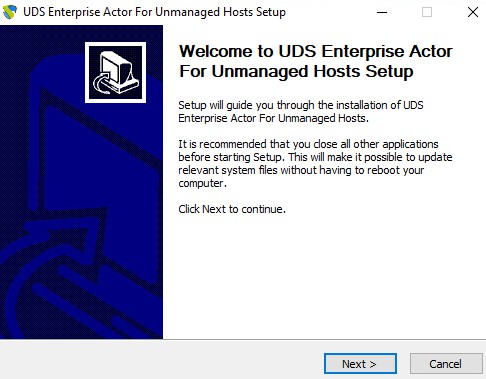 UDS Enterprise Actor For Unmanaged Hosts Setup
Welcome to UDS Enterprise Actor
For Unmanaged Hosts Setup
Setup will guide you through the installation of UDS
Enterprise Actor For Unmanaged Hosts.
It is recommended that you close all other applications
before starting Setup. This will make it possible to update
relevant system files without having to reboot your
computer.
Click Next to continue.
Next >
Cancel